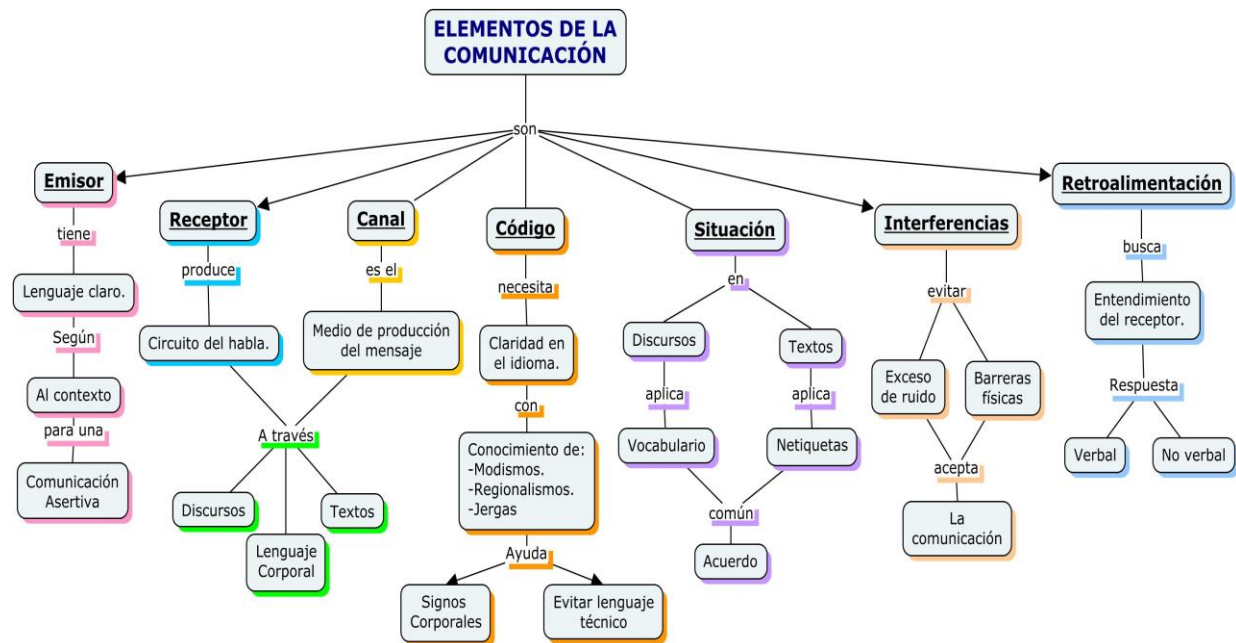 ELEMENTOS DE LA
COMUNICACIÓN
son
Emisor
tiene
Lenguaje claro.
Según
Al contexto
para una
Comunicación
Asertiva
Receptor
produce
Circuito del habla.
Canal
es el
Medio de producción
del mensaje
A través
Discursos
Lenguaje
Corporal
Textos
Código
necesita
Claridad en
el idioma.
con
Conocimiento de:
-Modismos.
-Regionalismos.
-Jergas
Ayuda
Signos
Corporales
Evitar lenguaje
técnico
Situación
en
Discursos
aplica
Vocabulario
Textos
aplica
Netiquetas
común
Acuerdo
Interferencias
evitar
Exceso
de ruido
Barreras
físicas
acepta
La
comunicación
Retroalimentación
busca
Entendimiento
del receptor.
Respuesta
Verbal
No verbal